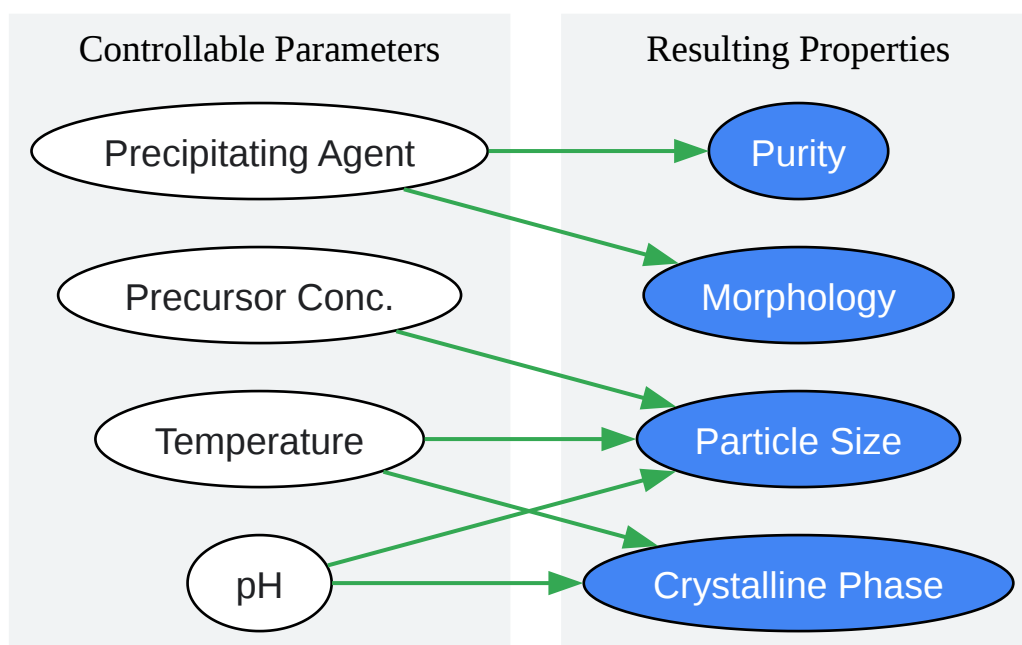 Controllable Parameters
Resulting Properties
Precipitating Agent
Purity
Precursor Conc.
Morphology
Temperature
Particle Size
pH
Crystalline Phase